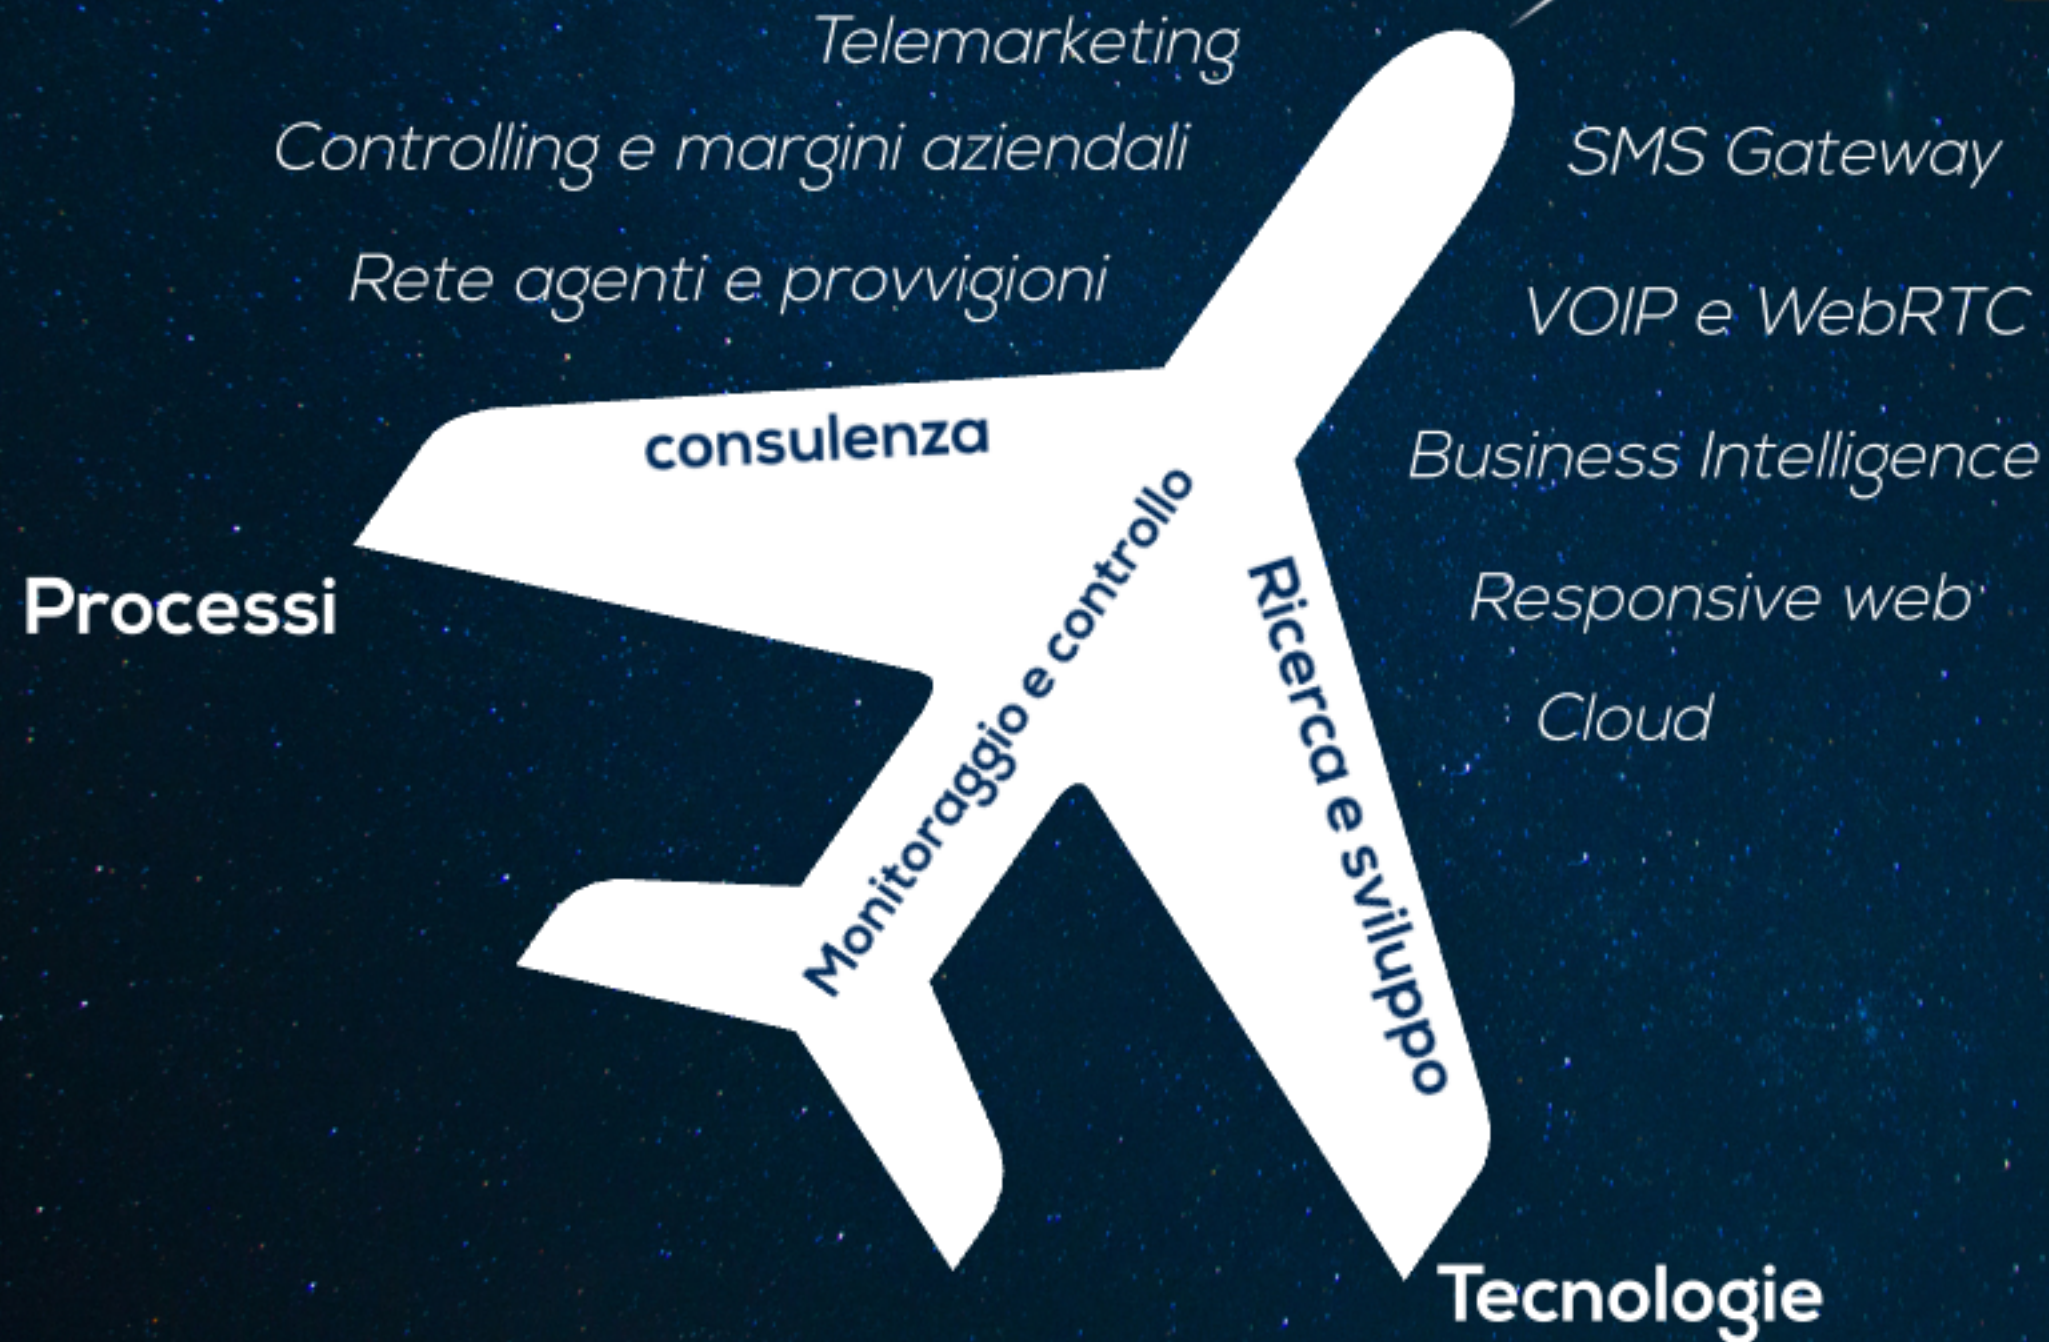 Telemarketing
Controlling e margini aziendali
Rete agenti e provvigioni
SMS Gateway
VOIP e WebRTC
Business Intelligence
Responsive web
Cloud
consulenza
Monitoraggio e controllo
Ricerca e sviluppo
Processi
Tecnologie